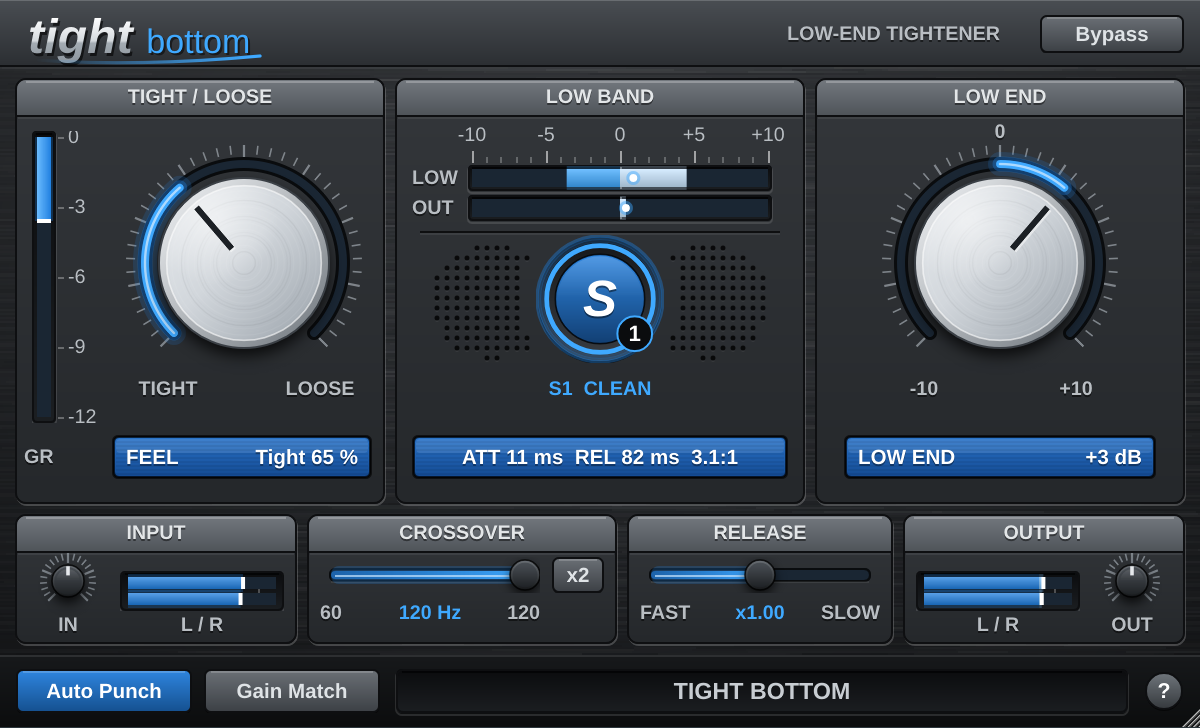 tight bottom
LOW-END TIGHTENER
Bypass
TIGHT / LOOSE
LOW BAND
LOW END
0
-3
-6
-9
-12
GR
TIGHT
LOOSE
FEEL
Tight 65 %
-10 -5 0 +5 +10
LOW
OUT
S
1
S1 CLEAN
ATT 11 ms REL 82 ms 3.1:1
0
-10
+10
LOW END
+3 dB
INPUT
CROSSOVER
RELEASE
OUTPUT
IN
L / R
x2
60
120 Hz
120
FAST
x1.00
SLOW
L / R
OUT
Auto Punch
Gain Match
TIGHT BOTTOM
?